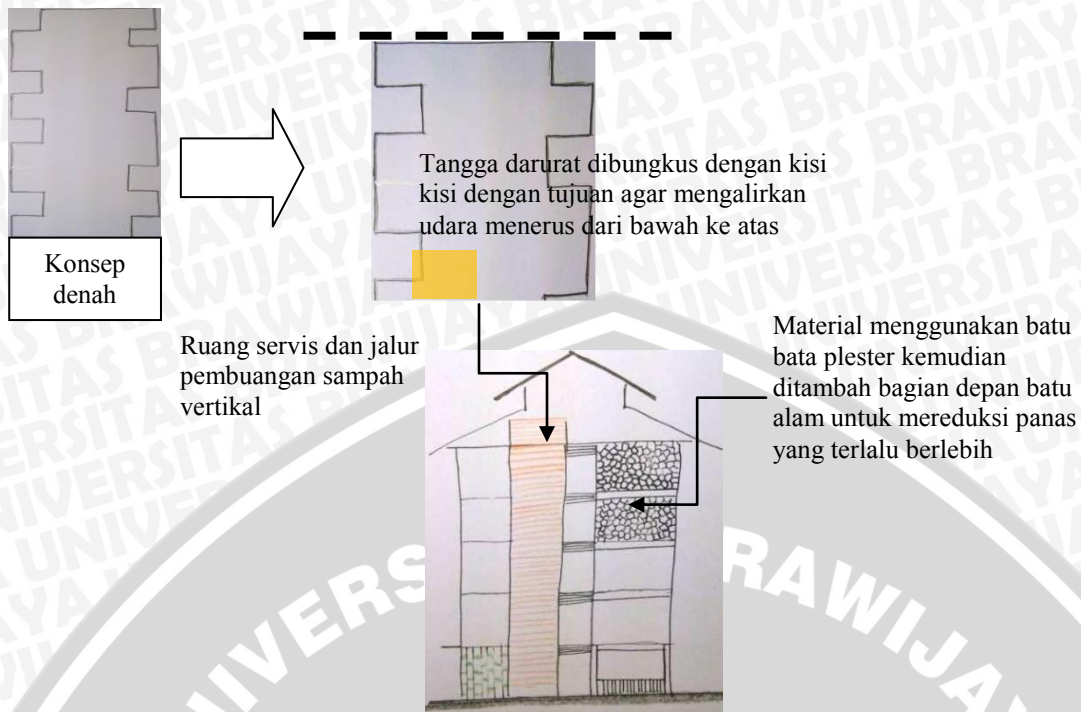 Tangga darurat dibungkus dengan kisi
kisi dengan tujuan agar mengalirkan
udara menerus dari bawah ke atas
Konsep
denah
Ruang servis dan jalur
pembuangan sampah
vertikal
Material menggunakan batu
bata plester kemudian
ditambah bagian depan batu
alam untuk mereduksi panas
yang terlalu berlebih